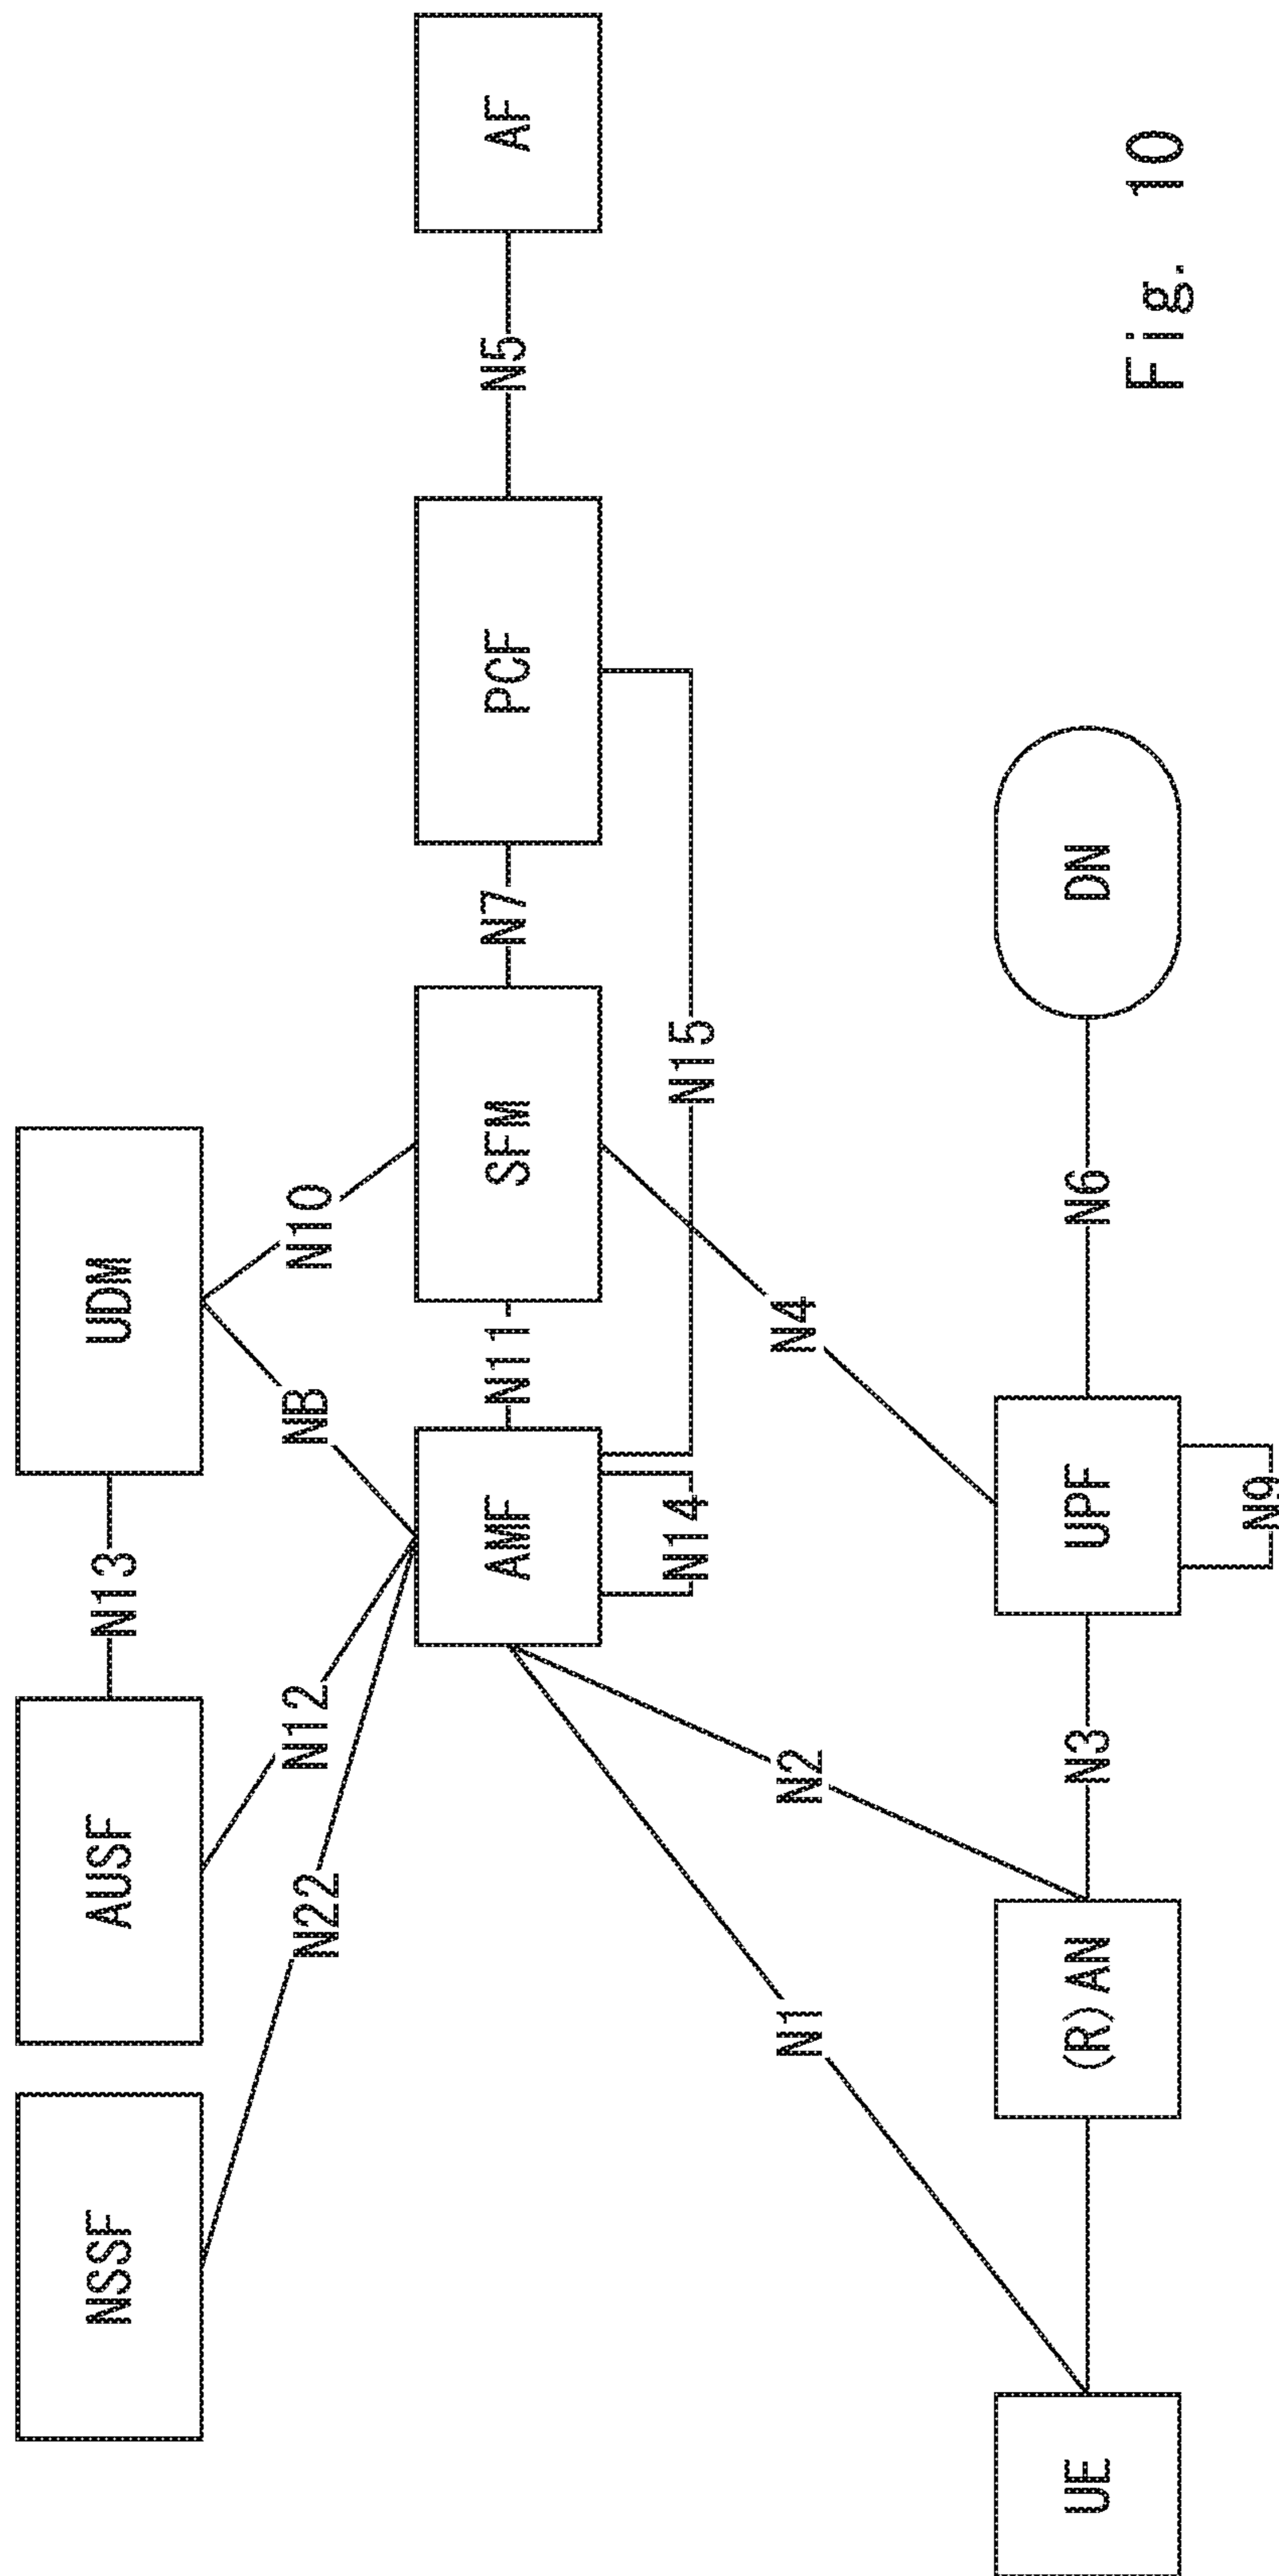 NSSF
AUSF
N13
UDM
N22
N12
NB
N10
AMF
N11
SFM
N7
PCF
N5
AF
N14
N15
N1
N2
N4
UE
(R) AN
N3
UPF
N6
DN
N9
Fig. 10